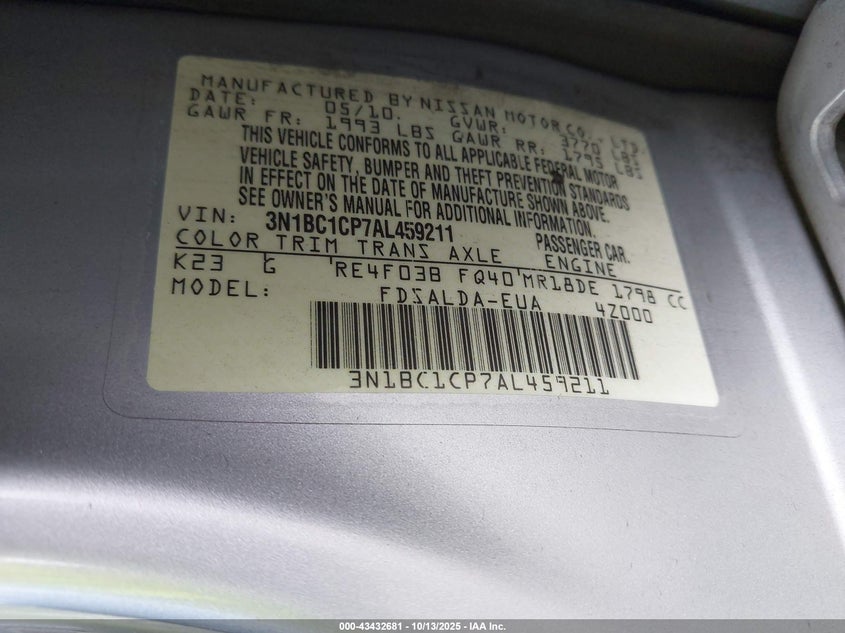 MANUFACTURED BY NISSAN MOTOR CO., LTD.
DATE: 05/10. GVWR: 3770 LBS
GAWR FR: 1993 LBS GAWR RR: 1793 LBS
THIS VEHICLE CONFORMS TO ALL APPLICABLE FEDERAL MOTOR
VEHICLE SAFETY, BUMPER AND THEFT PREVENTION STANDARDS
IN EFFECT ON THE DATE OF MANUFACTURE SHOWN ABOVE.
SEE OWNER'S MANUAL FOR ADDITIONAL INFORMATION.
VIN: 3N1BC1CP7AL459211 PASSENGER CAR.
COLOR TRIM TRANS AXLE ENGINE
K23 G RE4F03B FQ40 MR18DE 1798 CC
MODEL: FDSALDA-EUA 4Z000
3N1BC1CP7AL459211
000-43432681 - 10/13/2025 - IAA Inc.